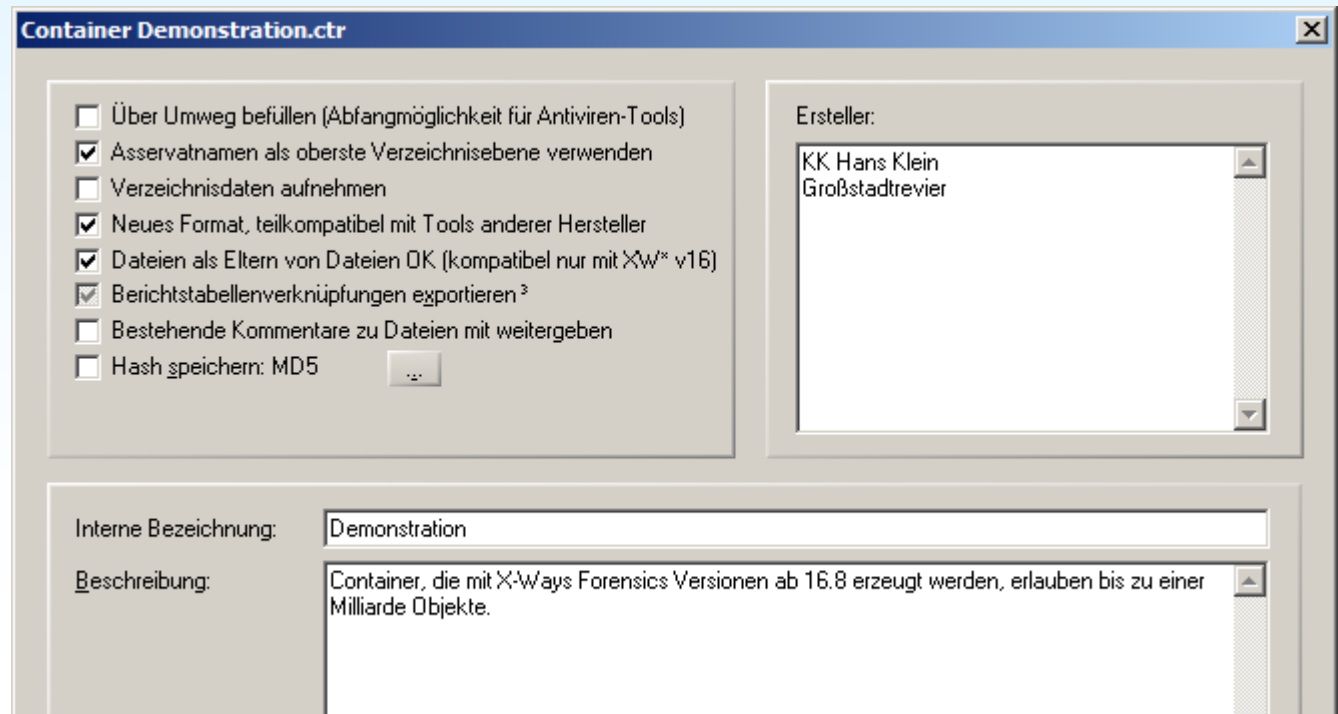 Container Demonstration.ctr
Über Umweg befüllen (Abfangmöglichkeit für Antiviren-Tools)
Asservatnamen als oberste Verzeichnisebene verwenden
Verzeichnisdaten aufnehmen
Neues Format, teilkompatibel mit Tools anderer Hersteller
Dateien als Eltern von Dateien OK (kompatibel nur mit XW* v16)
Berichtstabellenverknüpfungen exportieren ³
Bestehende Kommentare zu Dateien mit weitergeben
Hash speichern: MD5
...
Ersteller:
KK Hans Klein
Großstadtrevier
Interne Bezeichnung:
Demonstration
Beschreibung:
Container, die mit X-Ways Forensics Versionen ab 16.8 erzeugt werden, erlauben bis zu einer
Milliarde Objekte.